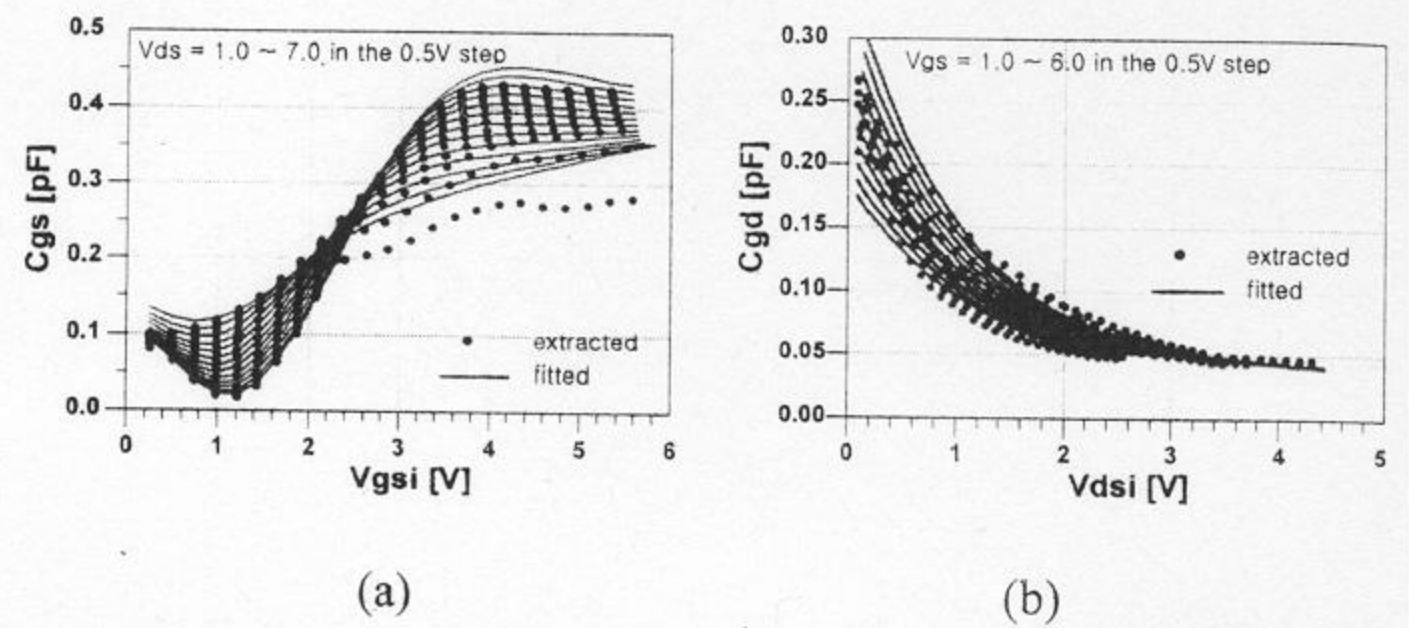 Vds = 1.0 ~ 7.0 in the 0.5V step
0.5
0.4
0.3
0.2
0.1
0.0
Cgs [pF]
extracted
fitted
0 1 2 3 4 5 6
Vgsi [V]
(a)
Vgs = 1.0 ~ 6.0 in the 0.5V step
0.30
0.25
0.20
0.15
0.10
0.05
0.00
Cgd [pF]
extracted
fitted
0 1 2 3 4 5
Vdsi [V]
(b)